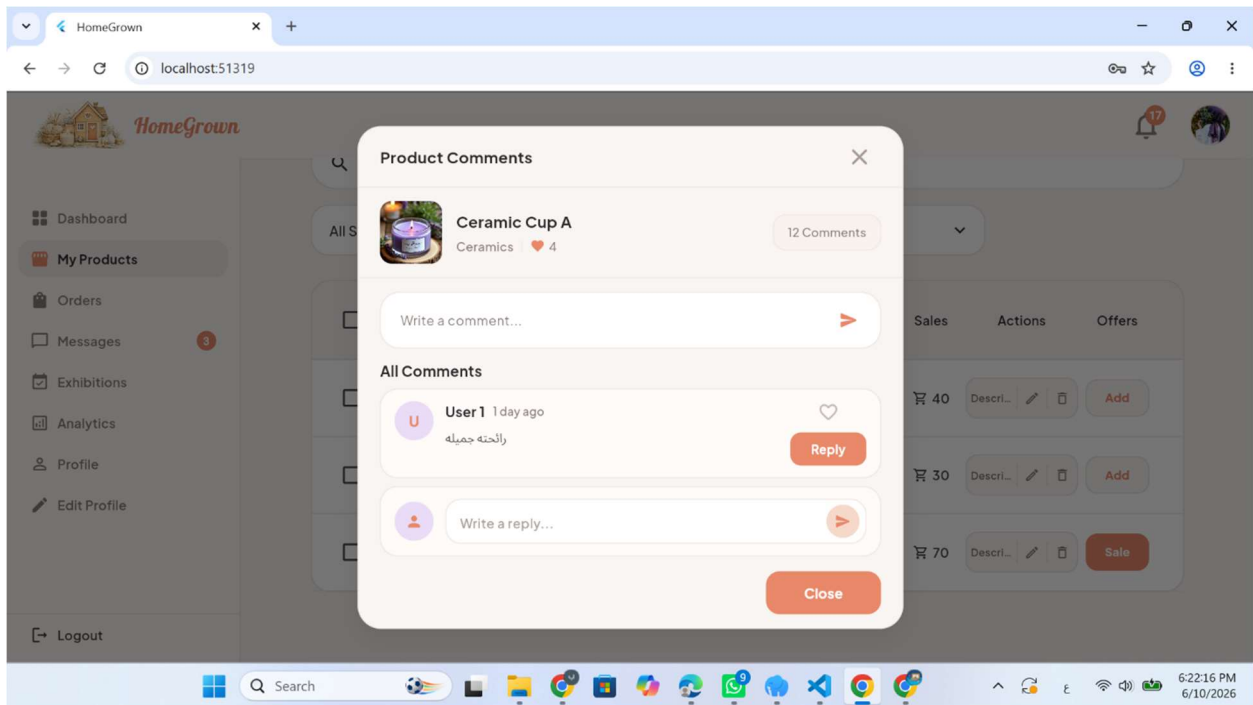 HomeGrown
localhost:51319
HomeGrown
17
Dashboard
My Products
Orders
Messages 3
Exhibitions
Analytics
Profile
Edit Profile
Logout
All S
Sales Actions Offers
40 Descri... Add
30 Descri... Add
70 Descri... Sale
Product Comments
Ceramic Cup A
Ceramics 4
12 Comments
Write a comment...
All Comments
U User 1 1 day ago
رائحته جميله
Reply
Write a reply...
Close
Search
9
ع
6:22:16 PM
6/10/2026